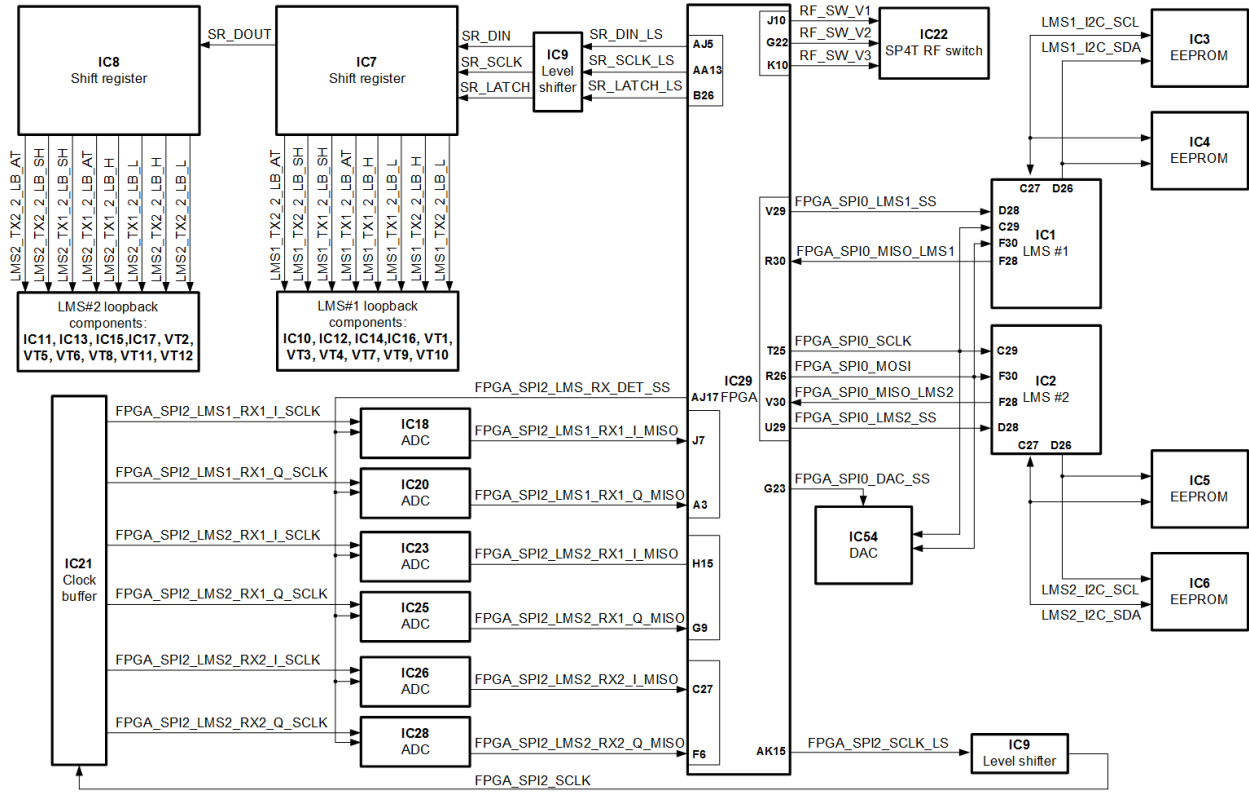 IC8
Shift register
SR_DOUT
IC7
Shift register
SR_DIN
SR_SCLK
SR_LATCH
IC9
Level
shifter
SR_DIN_LS
SR_SCLK_LS
SR_LATCH_LS
AJ5
AA13
B26
J10
G22
K10
RF_SW_V1
RF_SW_V2
RF_SW_V3
IC22
SP4T RF switch
LMS1_I2C_SCL
LMS1_I2C_SDA
IC3
EEPROM
IC4
EEPROM
LMS2_TX2_2_LB_AT
LMS2_TX2_2_LB_SH
LMS2_TX1_2_LB_SH
LMS2_TX1_2_LB_AT
LMS2_TX1_2_LB_H
LMS2_TX1_2_LB_L
LMS2_TX2_2_LB_H
LMS2_TX2_2_LB_L
LMS1_TX2_2_LB_AT
LMS1_TX2_2_LB_SH
LMS1_TX1_2_LB_SH
LMS1_TX1_2_LB_AT
LMS1_TX1_2_LB_H
LMS1_TX1_2_LB_L
LMS1_TX2_2_LB_H
LMS1_TX2_2_LB_L
LMS#2 loopback
components:
IC11, IC13, IC15,IC17, VT2,
VT5, VT6, VT8, VT11, VT12
LMS#1 loopback
components:
IC10, IC12, IC14,IC16, VT1,
VT3, VT4, VT7, VT9, VT10
C27 D26
V29
FPGA_SPI0_LMS1_SS
D28
C29
F30
F28
IC1
LMS #1
R30
FPGA_SPI0_MISO_LMS1
IC29
FPGA
T25
FPGA_SPI0_SCLK
R26
FPGA_SPI0_MOSI
V30
FPGA_SPI0_MISO_LMS2
U29
FPGA_SPI0_LMS2_SS
C29
F30
F28
D28
IC2
LMS #2
C27 D26
G23
FPGA_SPI0_DAC_SS
IC54
DAC
IC5
EEPROM
IC6
EEPROM
LMS2_I2C_SCL
LMS2_I2C_SDA
FPGA_SPI2_LMS_RX_DET_SS
AJ17
IC21
Clock
buffer
FPGA_SPI2_LMS1_RX1_I_SCLK
IC18
ADC
FPGA_SPI2_LMS1_RX1_I_MISO
J7
FPGA_SPI2_LMS1_RX1_Q_SCLK
IC20
ADC
FPGA_SPI2_LMS1_RX1_Q_MISO
A3
FPGA_SPI2_LMS2_RX1_I_SCLK
IC23
ADC
FPGA_SPI2_LMS2_RX1_I_MISO
H15
FPGA_SPI2_LMS2_RX1_Q_SCLK
IC25
ADC
FPGA_SPI2_LMS2_RX1_Q_MISO
G9
FPGA_SPI2_LMS2_RX2_I_SCLK
IC26
ADC
FPGA_SPI2_LMS2_RX2_I_MISO
C27
FPGA_SPI2_LMS2_RX2_Q_SCLK
IC28
ADC
FPGA_SPI2_LMS2_RX2_Q_MISO
F6
AK15
FPGA_SPI2_SCLK_LS
IC9
Level shifter
FPGA_SPI2_SCLK